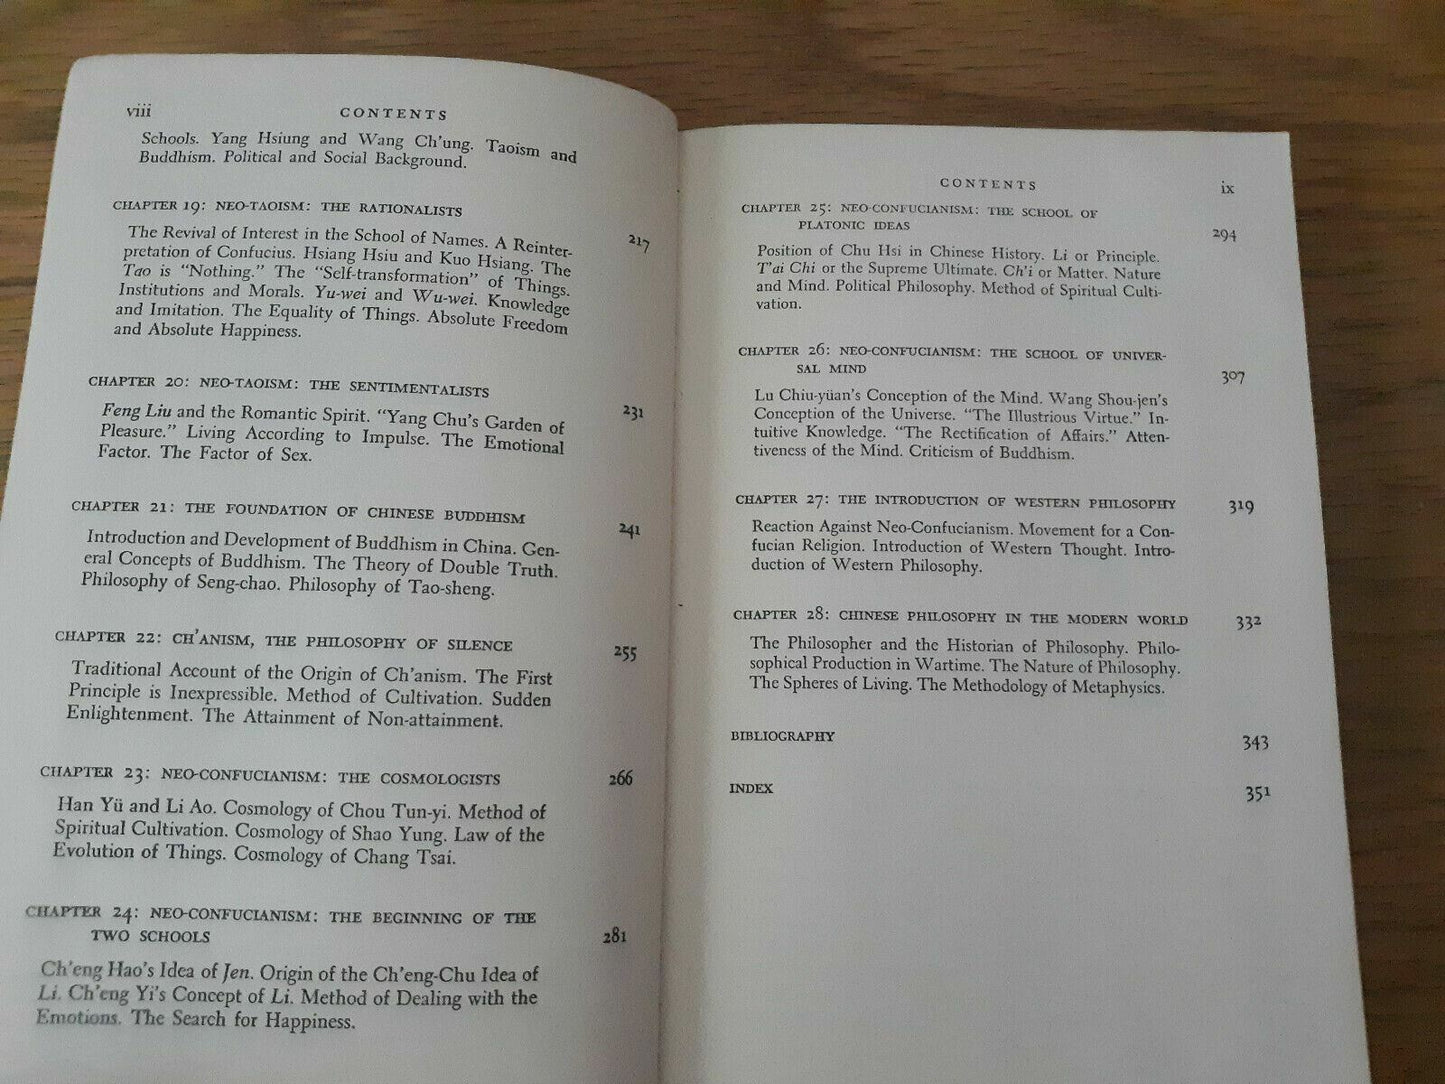 viii
CONTENTS
Schools. Yang Hsiung and Wang Ch'ung. Taoism and
Buddhism. Political and Social Background.
CHAPTER 19: NEO-TAOISM: THE RATIONALISTS
217
The Revival of Interest in the School of Names. A Reinter-
pretation of Confucius. Hsiang Hsiu and Kuo Hsiang. The
Tao is "Nothing." The "Self-transformation" of Things.
Institutions and Morals. Yu-wei and Wu-wei. Knowledge
and Imitation. The Equality of Things. Absolute Freedom
and Absolute Happiness.
CHAPTER 20: NEO-TAOISM: THE SENTIMENTALISTS
231
Feng Liu and the Romantic Spirit. "Yang Chu's Garden of
Pleasure." Living According to Impulse. The Emotional
Factor. The Factor of Sex.
CHAPTER 21: THE FOUNDATION OF CHINESE BUDDHISM
241
Introduction and Development of Buddhism in China. Gen-
eral Concepts of Buddhism. The Theory of Double Truth.
Philosophy of Seng-chao. Philosophy of Tao-sheng.
CHAPTER 22: CH'ANISM, THE PHILOSOPHY OF SILENCE
255
Traditional Account of the Origin of Ch'anism. The First
Principle is Inexpressible. Method of Cultivation. Sudden
Enlightenment. The Attainment of Non-attainment.
CHAPTER 23: NEO-CONFUCIANISM: THE COSMOLOGISTS
266
Han Yü and Li Ao. Cosmology of Chou Tun-yi. Method of
Spiritual Cultivation. Cosmology of Shao Yung. Law of the
Evolution of Things. Cosmology of Chang Tsai.
CHAPTER 24: NEO-CONFUCIANISM: THE BEGINNING OF THE
TWO SCHOOLS
281
Ch'eng Hao's Idea of Jen. Origin of the Ch'eng-Chu Idea of
Li. Ch'eng Yi's Concept of Li. Method of Dealing with the
Emotions. The Search for Happiness.
CONTENTS
ix
CHAPTER 25: NEO-CONFUCIANISM: THE SCHOOL OF
PLATONIC IDEAS
294
Position of Chu Hsi in Chinese History. Li or Principle.
T'ai Chi or the Supreme Ultimate. Ch'i or Matter. Nature
and Mind. Political Philosophy. Method of Spiritual Culti-
vation.
CHAPTER 26: NEO-CONFUCIANISM: THE SCHOOL OF UNIVER-
SAL MIND
307
Lu Chiu-yüan's Conception of the Mind. Wang Shou-jen's
Conception of the Universe. "The Illustrious Virtue." In-
tuitive Knowledge. "The Rectification of Affairs." Atten-
tiveness of the Mind. Criticism of Buddhism.
CHAPTER 27: THE INTRODUCTION OF WESTERN PHILOSOPHY
319
Reaction Against Neo-Confucianism. Movement for a Con-
fucian Religion. Introduction of Western Thought. Intro-
duction of Western Philosophy.
CHAPTER 28: CHINESE PHILOSOPHY IN THE MODERN WORLD
332
The Philosopher and the Historian of Philosophy. Philo-
sophical Production in Wartime. The Nature of Philosophy.
The Spheres of Living. The Methodology of Metaphysics.
BIBLIOGRAPHY
343
INDEX
351